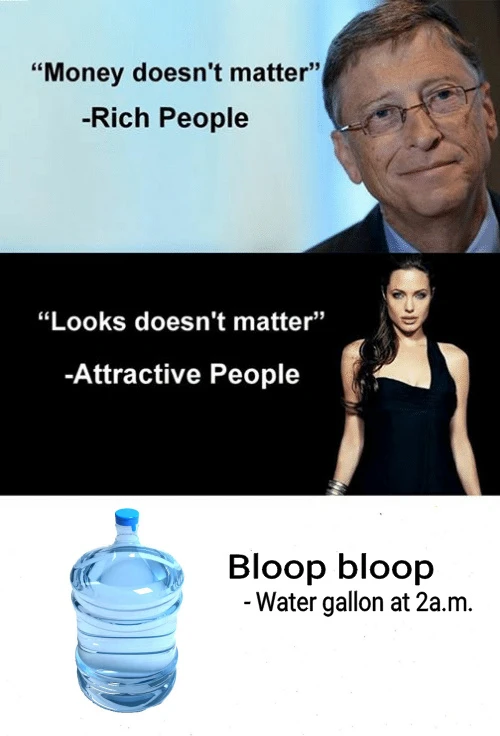 “Money doesn't matter”
-Rich People
“Looks doesn't matter”
-Attractive People
Bloop bloop
- Water gallon at 2a.m.